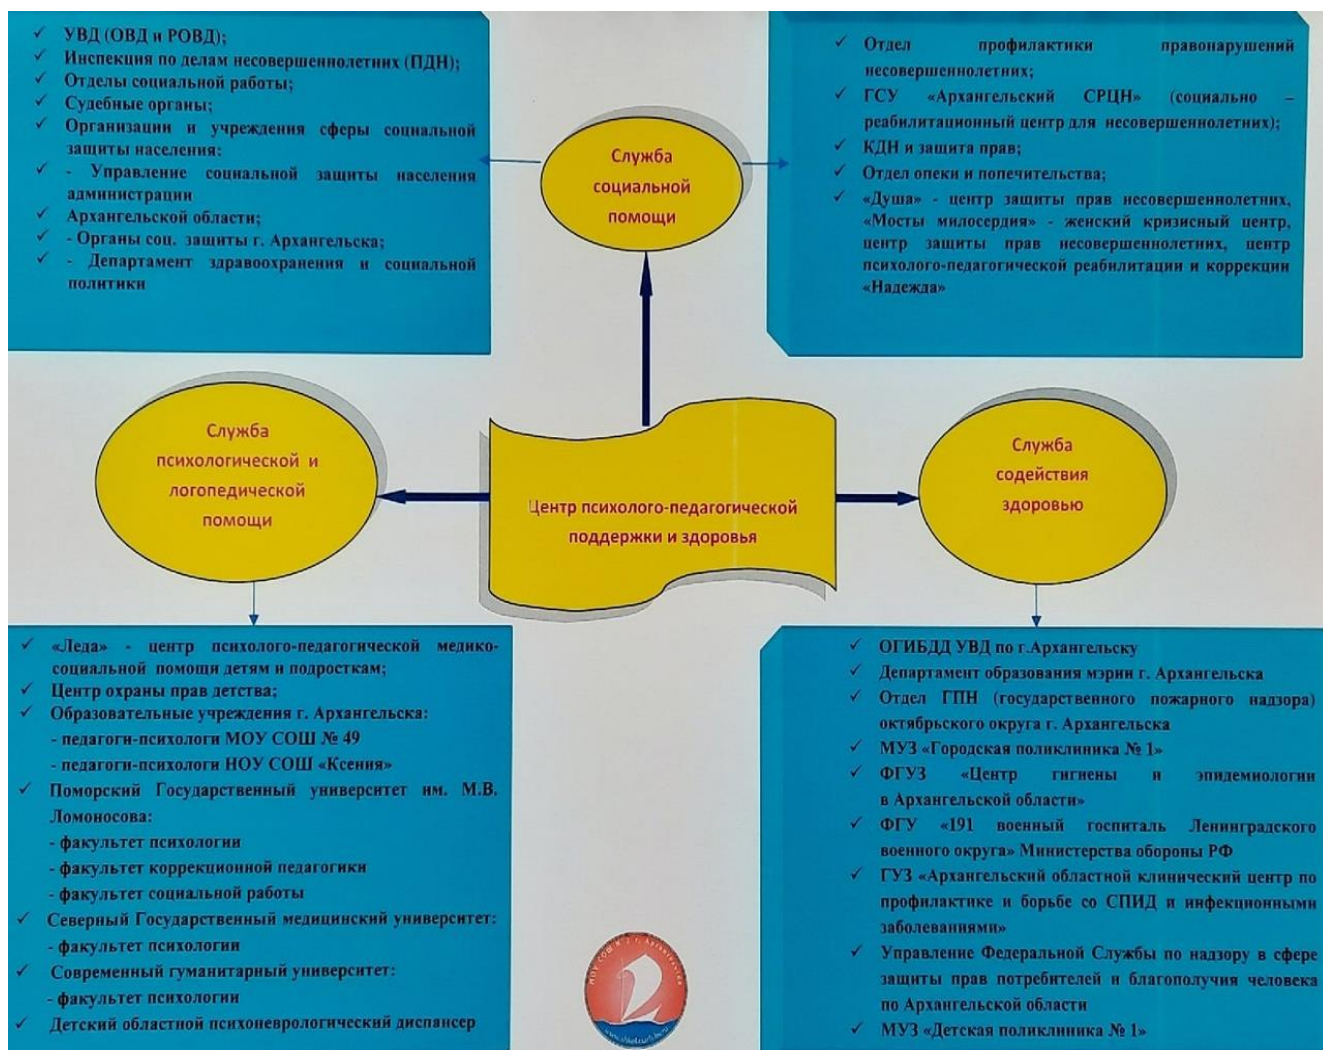 УВД (ОВД и РОВД);
Инспекция по делам несовершеннолетних (ПДН);
Отделы социальной работы;
Судебные органы;
Организации и учреждения сферы социальной
защиты населения:
- Управление социальной защиты населения
администрации
Архангельской области;
- Органы соц. защиты г. Архангельска;
- Департамент здравоохранения и социальной
политики
Служба
социальной
помощи
Отдел профилактики правонарушений
несовершеннолетних;
ГСУ «Архангельский СРЦН» (социально –
реабилитационный центр для несовершеннолетних);
КДН и защита прав;
Отдел опеки и попечительства;
«Душа» - центр защиты прав несовершеннолетних,
«Мосты милосердия» - женский кризисный центр,
центр защиты прав несовершеннолетних, центр
психолого-педагогической реабилитации и коррекции
«Надежда»
Служба
психологической и
логопедической
помощи
Центр психолого-педагогической
поддержки и здоровья
Служба
содействия
здоровью
«Леда» - центр психолого-педагогической медико-
социальной помощи детям и подросткам;
Центр охраны прав детства;
Образовательные учреждения г. Архангельска:
- педагоги-психологи МОУ СОШ № 49
- педагоги-психологи НОУ СОШ «Ксения»
Поморский Государственный университет им. М.В.
Ломоносова:
- факультет психологии
- факультет коррекционной педагогики
- факультет социальной работы
Северный Государственный медицинский университет:
- факультет психологии
Современный гуманитарный университет:
- факультет психологии
Детский областной психоневрологический диспансер
ОГИБДД УВД по г.Архангельску
Департамент образования мэрии г. Архангельска
Отдел ГПН (государственного пожарного надзора)
октябрьского округа г. Архангельска
МУЗ «Городская поликлиника № 1»
ФГУЗ «Центр гигиены и эпидемиологии
в Архангельской области»
ФГУ «191 военный госпиталь Ленинградского
военного округа» Министерства обороны РФ
ГУЗ «Архангельский областной клинический центр по
профилактике и борьбе со СПИД и инфекционными
заболеваниями»
Управление Федеральной Службы по надзору в сфере
защиты прав потребителей и благополучия человека
по Архангельской области
МУЗ «Детская поликлиника № 1»
МОУ СОШ № 2 г. Архангельска